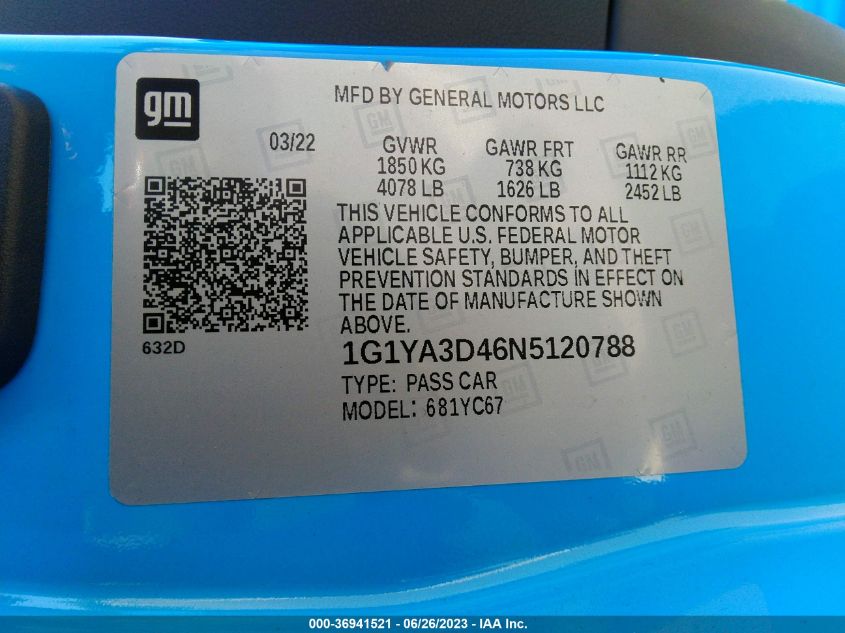 gm
MFD BY GENERAL MOTORS LLC
03/22
GVWR
1850 KG
4078 LB
GAWR FRT
738 KG
1626 LB
GAWR RR
1112 KG
2452 LB
THIS VEHICLE CONFORMS TO ALL
APPLICABLE U.S. FEDERAL MOTOR
VEHICLE SAFETY, BUMPER, AND THEFT
PREVENTION STANDARDS IN EFFECT ON
THE DATE OF MANUFACTURE SHOWN
ABOVE.
632D
1G1YA3D46N5120788
TYPE: PASS CAR
MODEL: 681YC67
000-36941521 / 06/26/2023 - IAA Inc.